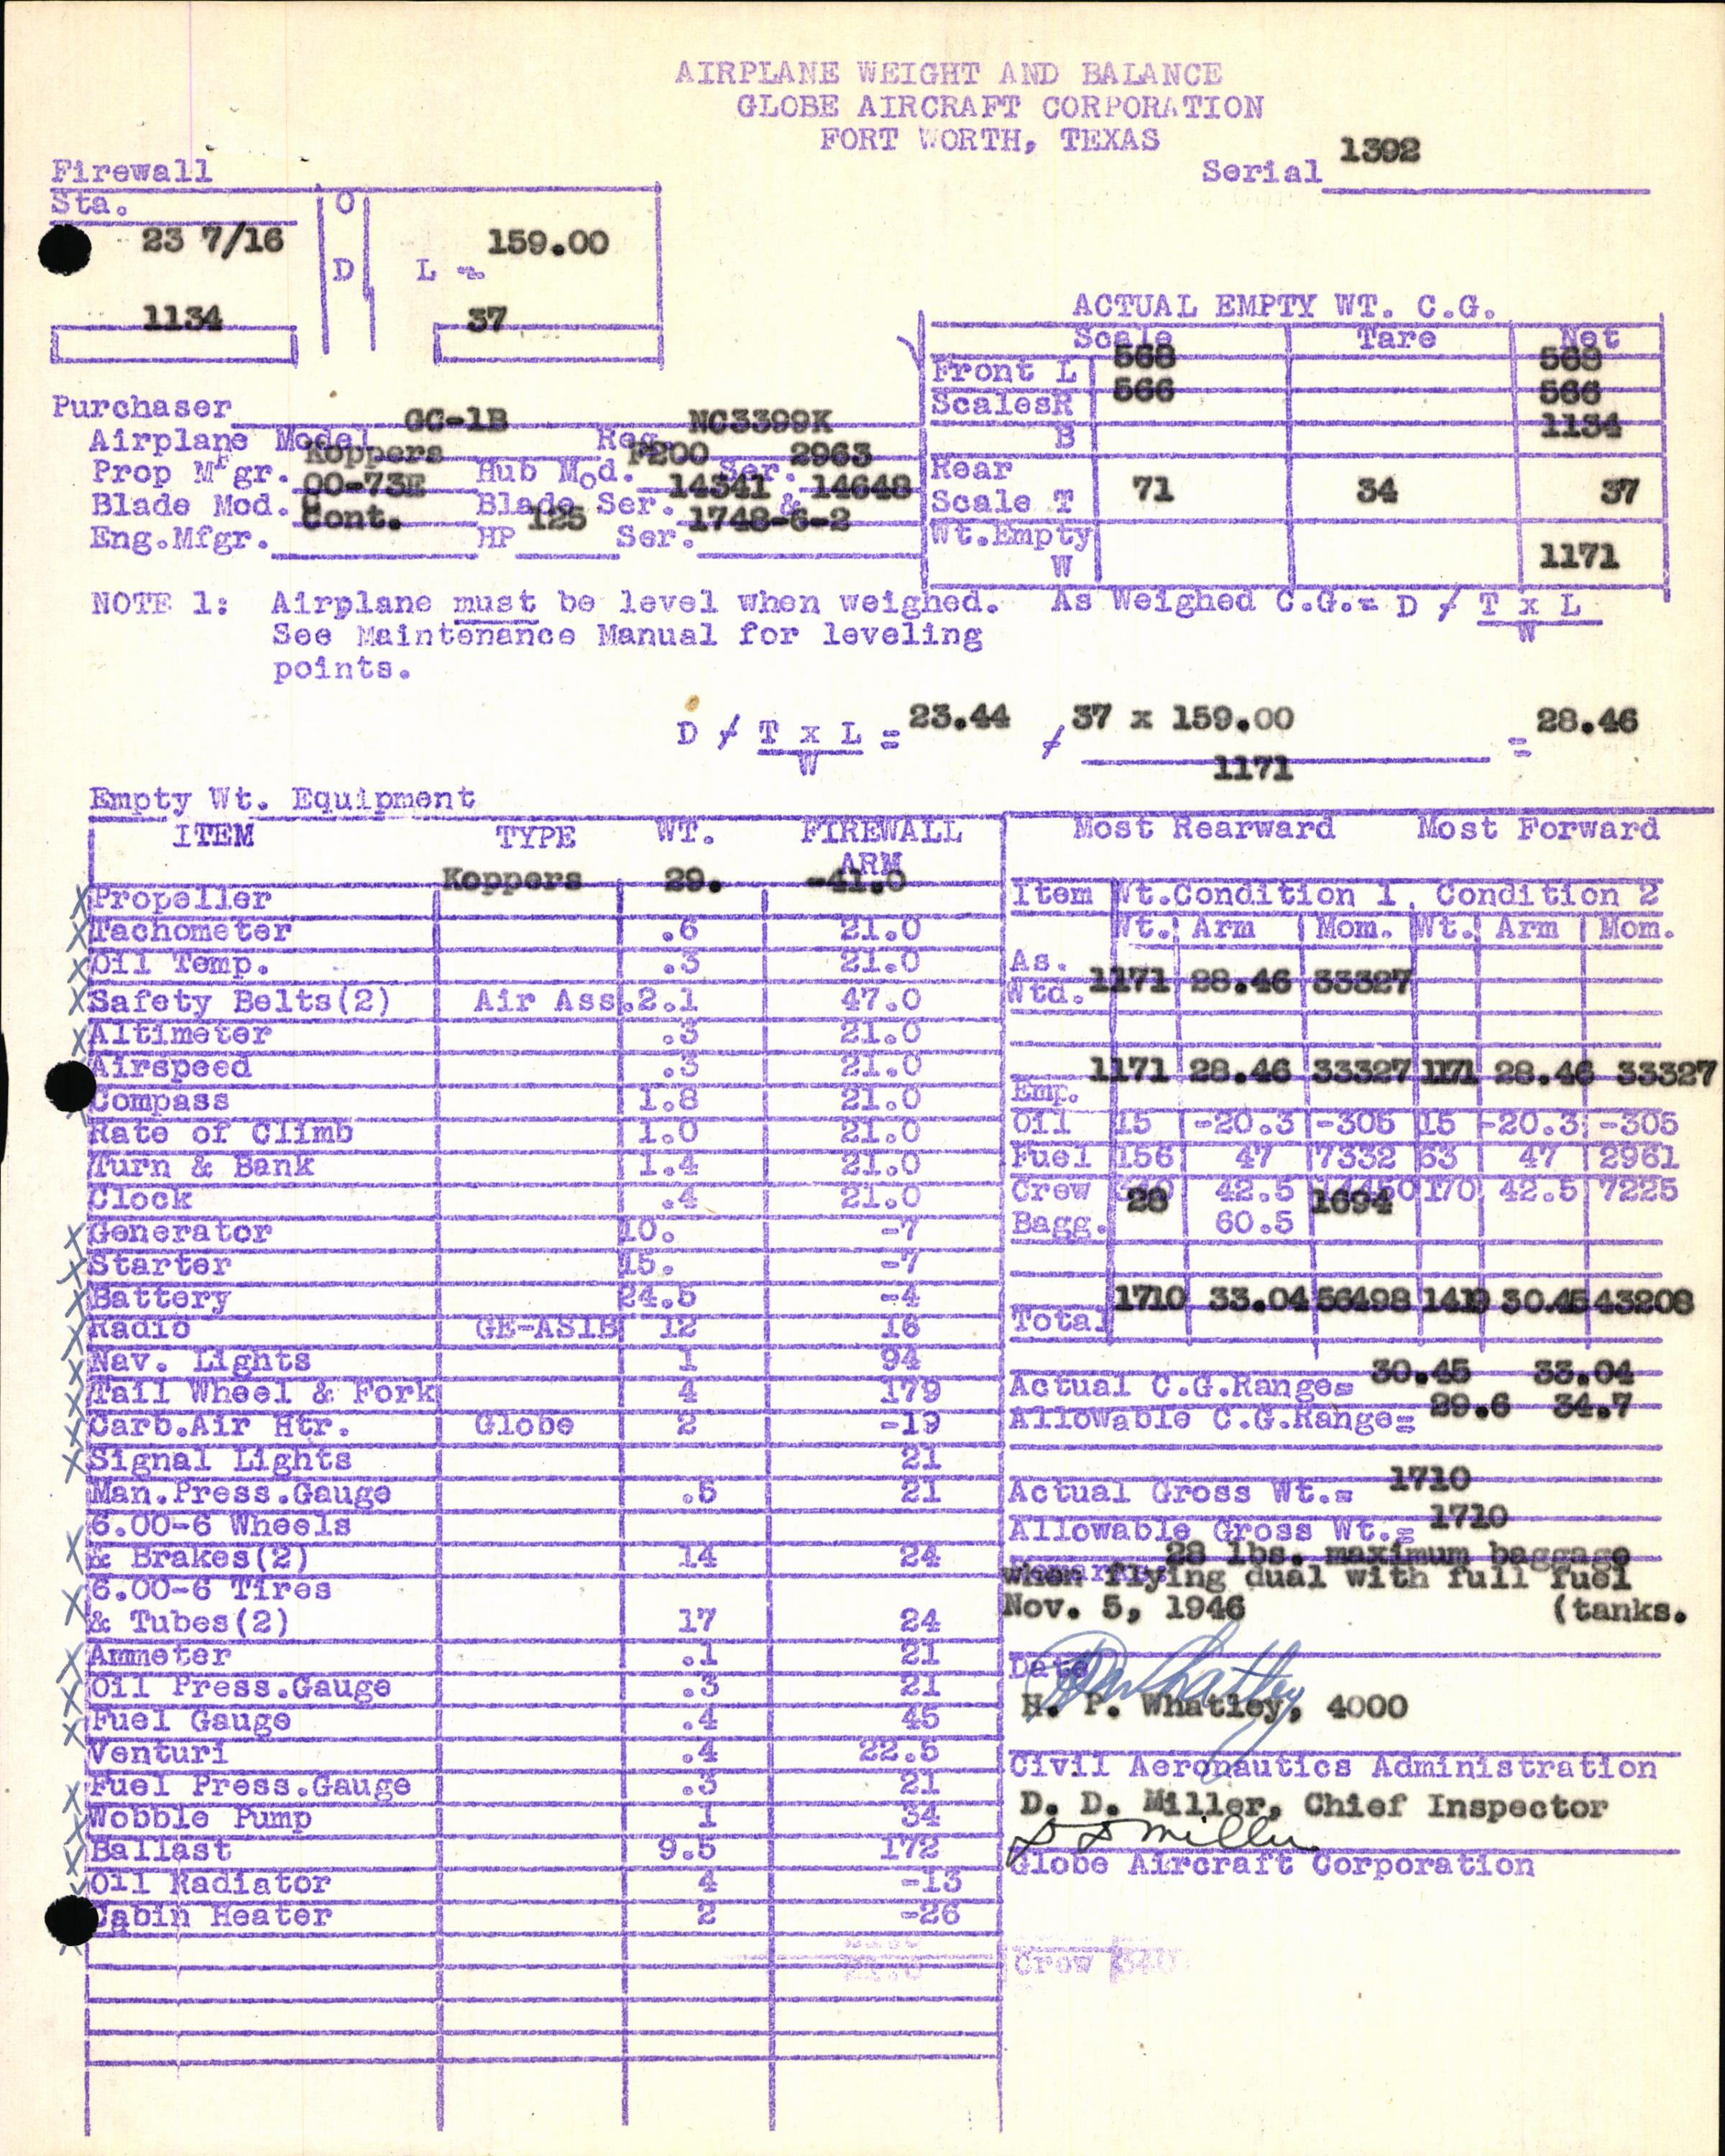 AIRPLANE WEIGHT AND BALANCE
GLOBE AIRCRAFT CORPORATION
FORT WORTH, TEXAS
Serial 1392
Firewall
Sta.
O
23 7/16
159.00
D
L =
1134
37
ACTUAL EMPTY WT. C.G.
Scale Tare Net
Front L 568 568
Scales R 566 566
B 1134
Rear
Scale T 71 34 37
Wt.Empty
W 1171
Purchaser
Airplane Model GC-1B Reg. NC3399K
Prop Mfgr. Koppers Hub Mod. F200 Ser. 2963
Blade Mod. 00-73E Blade Ser. 14341 & 14648
Eng.Mfgr. Cont. HP 125 Ser. 1748-6-2
NOTE 1: Airplane must be level when weighed. As Weighed C.G.= D / T x L
W
See Maintenance Manual for leveling
points.
D / T x L = 23.44 / 37 x 159.00 = 28.46
W 1171
Empty Wt. Equipment
ITEM TYPE WT. FIREWALL
ARM
X Propeller Koppers 29. -41.0
X Tachometer .6 21.0
X Oil Temp. .3 21.0
X Safety Belts(2) Air Ass. 2.1 47.0
X Altimeter .3 21.0
Airspeed .3 21.0
Compass 1.8 21.0
Rate of Climb 1.0 21.0
Turn & Bank 1.4 21.0
Clock .4 21.0
X Generator 10. -7
X Starter 15. -7
X Battery 24.5 -4
X Radio GE-AS1B 12 16
X Nav. Lights 1 94
X Tail Wheel & Fork 4 179
X Carb.Air Htr. Globe 2 -19
X Signal Lights 21
Man.Press.Gauge .5 21
6.00-6 Wheels
X & Brakes(2) 14 24
6.00-6 Tires
X & Tubes(2) 17 24
X Ammeter .1 21
X Oil Press.Gauge .3 21
X Fuel Gauge .4 45
Venturi .4 22.5
X Fuel Press.Gauge .3 21
X Wobble Pump 1 34
X Ballast 9.5 172
X Oil Radiator 4 -13
Cabin Heater 2 -26
Most Rearward Most Forward
Item Wt.Condition 1. Condition 2
Wt. Arm Mom. Wt. Arm Mom.
As.
Wtd. 1171 28.46 33327
Emp. 1171 28.46 33327 1171 28.46 33327
Oil 15 -20.3 -305 15 -20.3 -305
Fuel 156 47 7332 63 47 2961
Crew 42.5 170 42.5 7225
Bagg. 28 60.5 1694
Total 1710 33.04 56498 1419 30.45 43208
Actual C.G.Range= 30.45 33.04
Allowable C.G.Range= 29.6 34.7
Actual Gross Wt.= 1710
Allowable Gross Wt.= 1710
28 lbs. maximum baggage
when flying dual with full fuel
Nov. 5, 1946 (tanks.
Date
H. P. Whatley, 4000
Civil Aeronautics Administration
D. D. Miller, Chief Inspector
D D Miller
Globe Aircraft Corporation
Crew 340